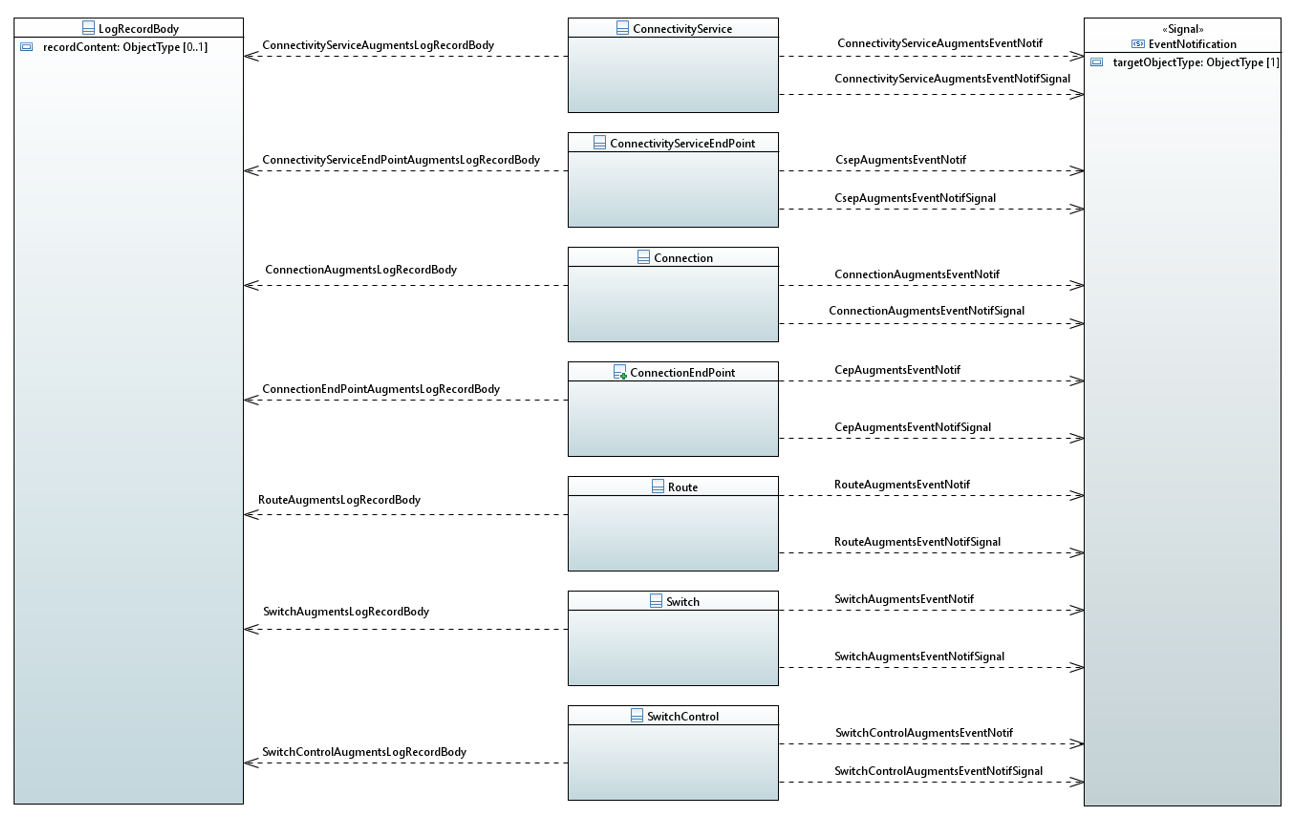 LogRecordBody
recordContent: ObjectType [0..1]
ConnectivityServiceAugmentsLogRecordBody
ConnectivityService
ConnectivityServiceAugmentsEventNotif
ConnectivityServiceAugmentsEventNotifSignal
«Signal»
EventNotification
targetObjectType: ObjectType [1]
ConnectivityServiceEndPointAugmentsLogRecordBody
ConnectivityServiceEndPoint
CsepAugmentsEventNotif
CsepAugmentsEventNotifSignal
ConnectionAugmentsLogRecordBody
Connection
ConnectionAugmentsEventNotif
ConnectionAugmentsEventNotifSignal
ConnectionEndPointAugmentsLogRecordBody
ConnectionEndPoint
CepAugmentsEventNotif
CepAugmentsEventNotifSignal
RouteAugmentsLogRecordBody
Route
RouteAugmentsEventNotif
RouteAugmentsEventNotifSignal
SwitchAugmentsLogRecordBody
Switch
SwitchAugmentsEventNotif
SwitchAugmentsEventNotifSignal
SwitchControlAugmentsLogRecordBody
SwitchControl
SwitchControlAugmentsEventNotif
SwitchControlAugmentsEventNotifSignal